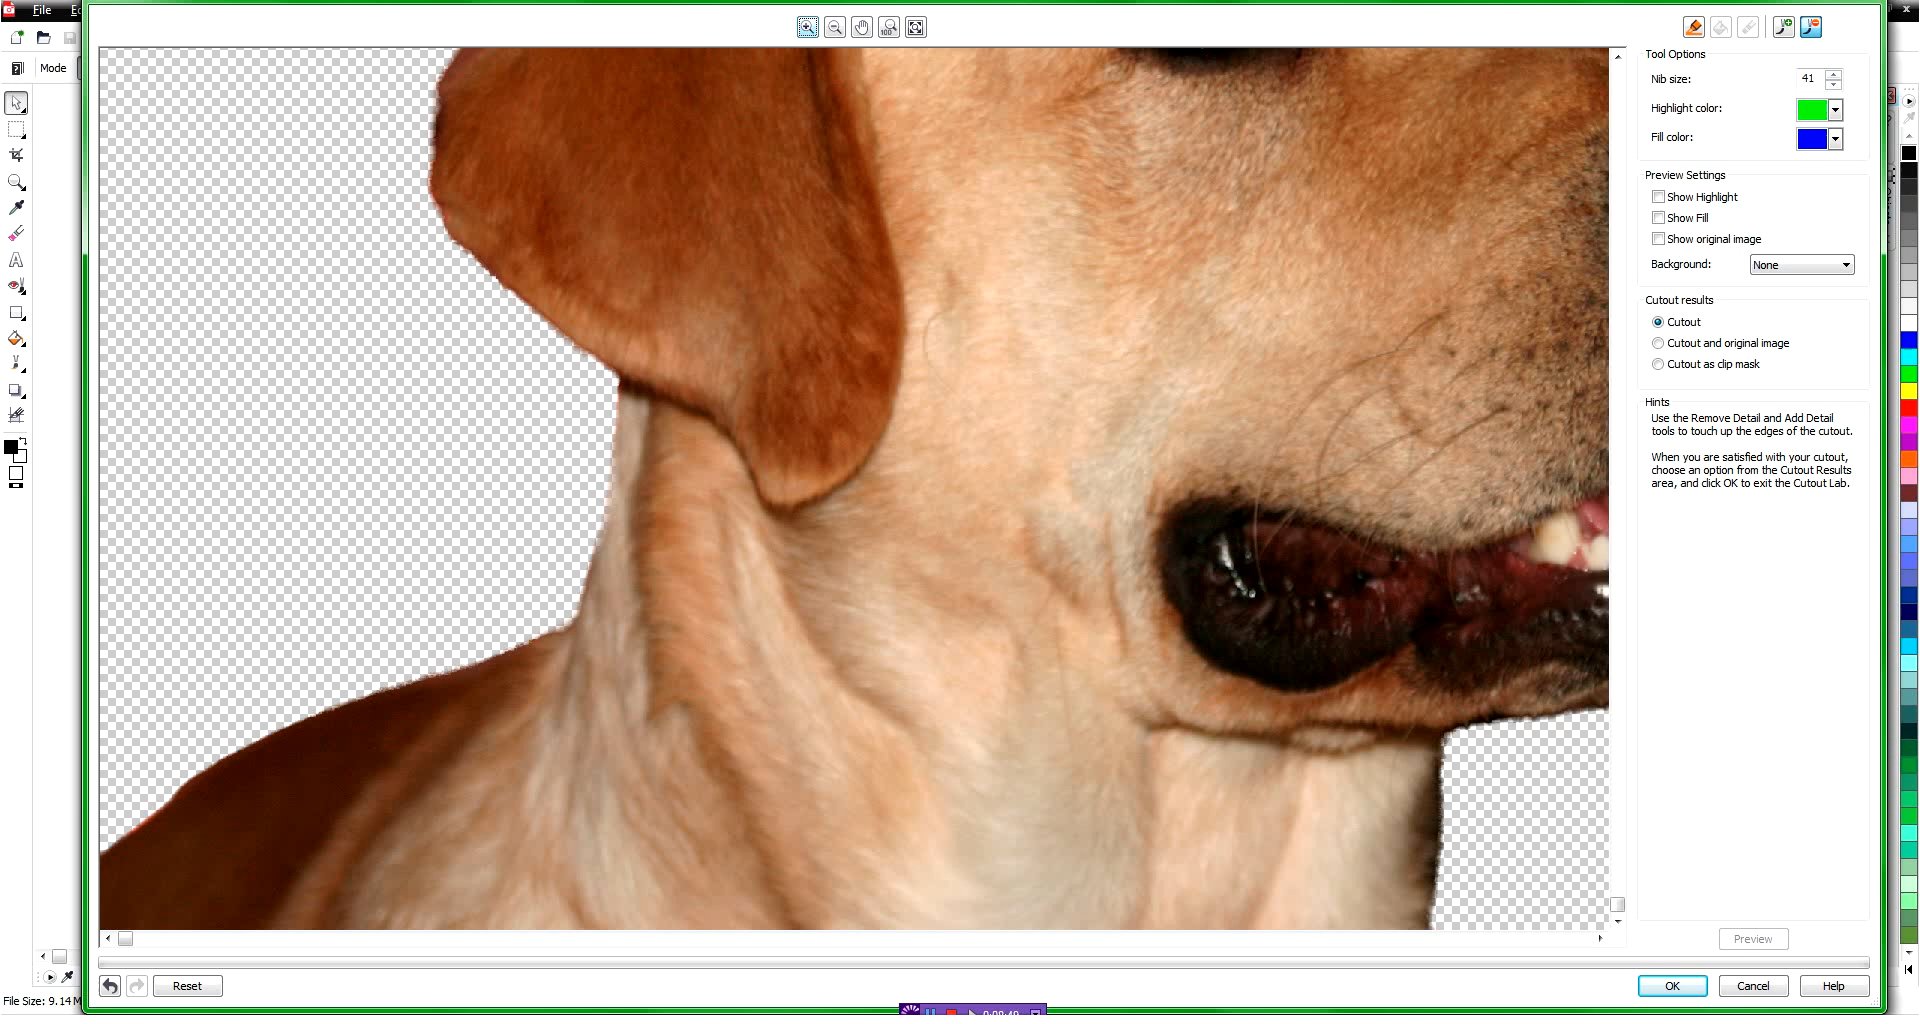 File
Mode
100
Tool Options
Nib size: 41
Highlight color:
Fill color:
Preview Settings
Show Highlight
Show Fill
Show original image
Background: None
Cutout results
Cutout
Cutout and original image
Cutout as clip mask
Hints
Use the Remove Detail and Add Detail
tools to touch up the edges of the cutout.
When you are satisfied with your cutout,
choose an option from the Cutout Results
area, and click OK to exit the Cutout Lab.
Preview
Reset
OK
Cancel
Help
File Size: 9.14 M
0:08:49